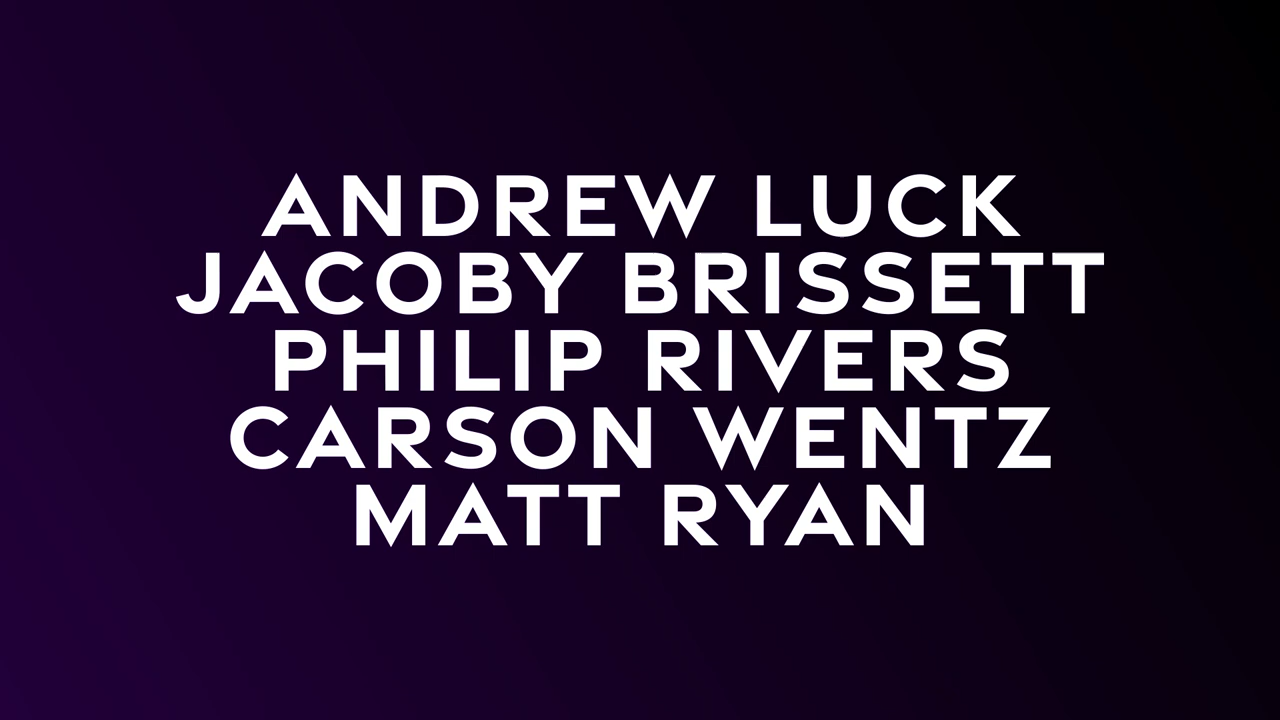 ANDREW LUCK
JACOBY BRISSETT
PHILIP RIVERS
CARSON WENTZ
MATT RYAN